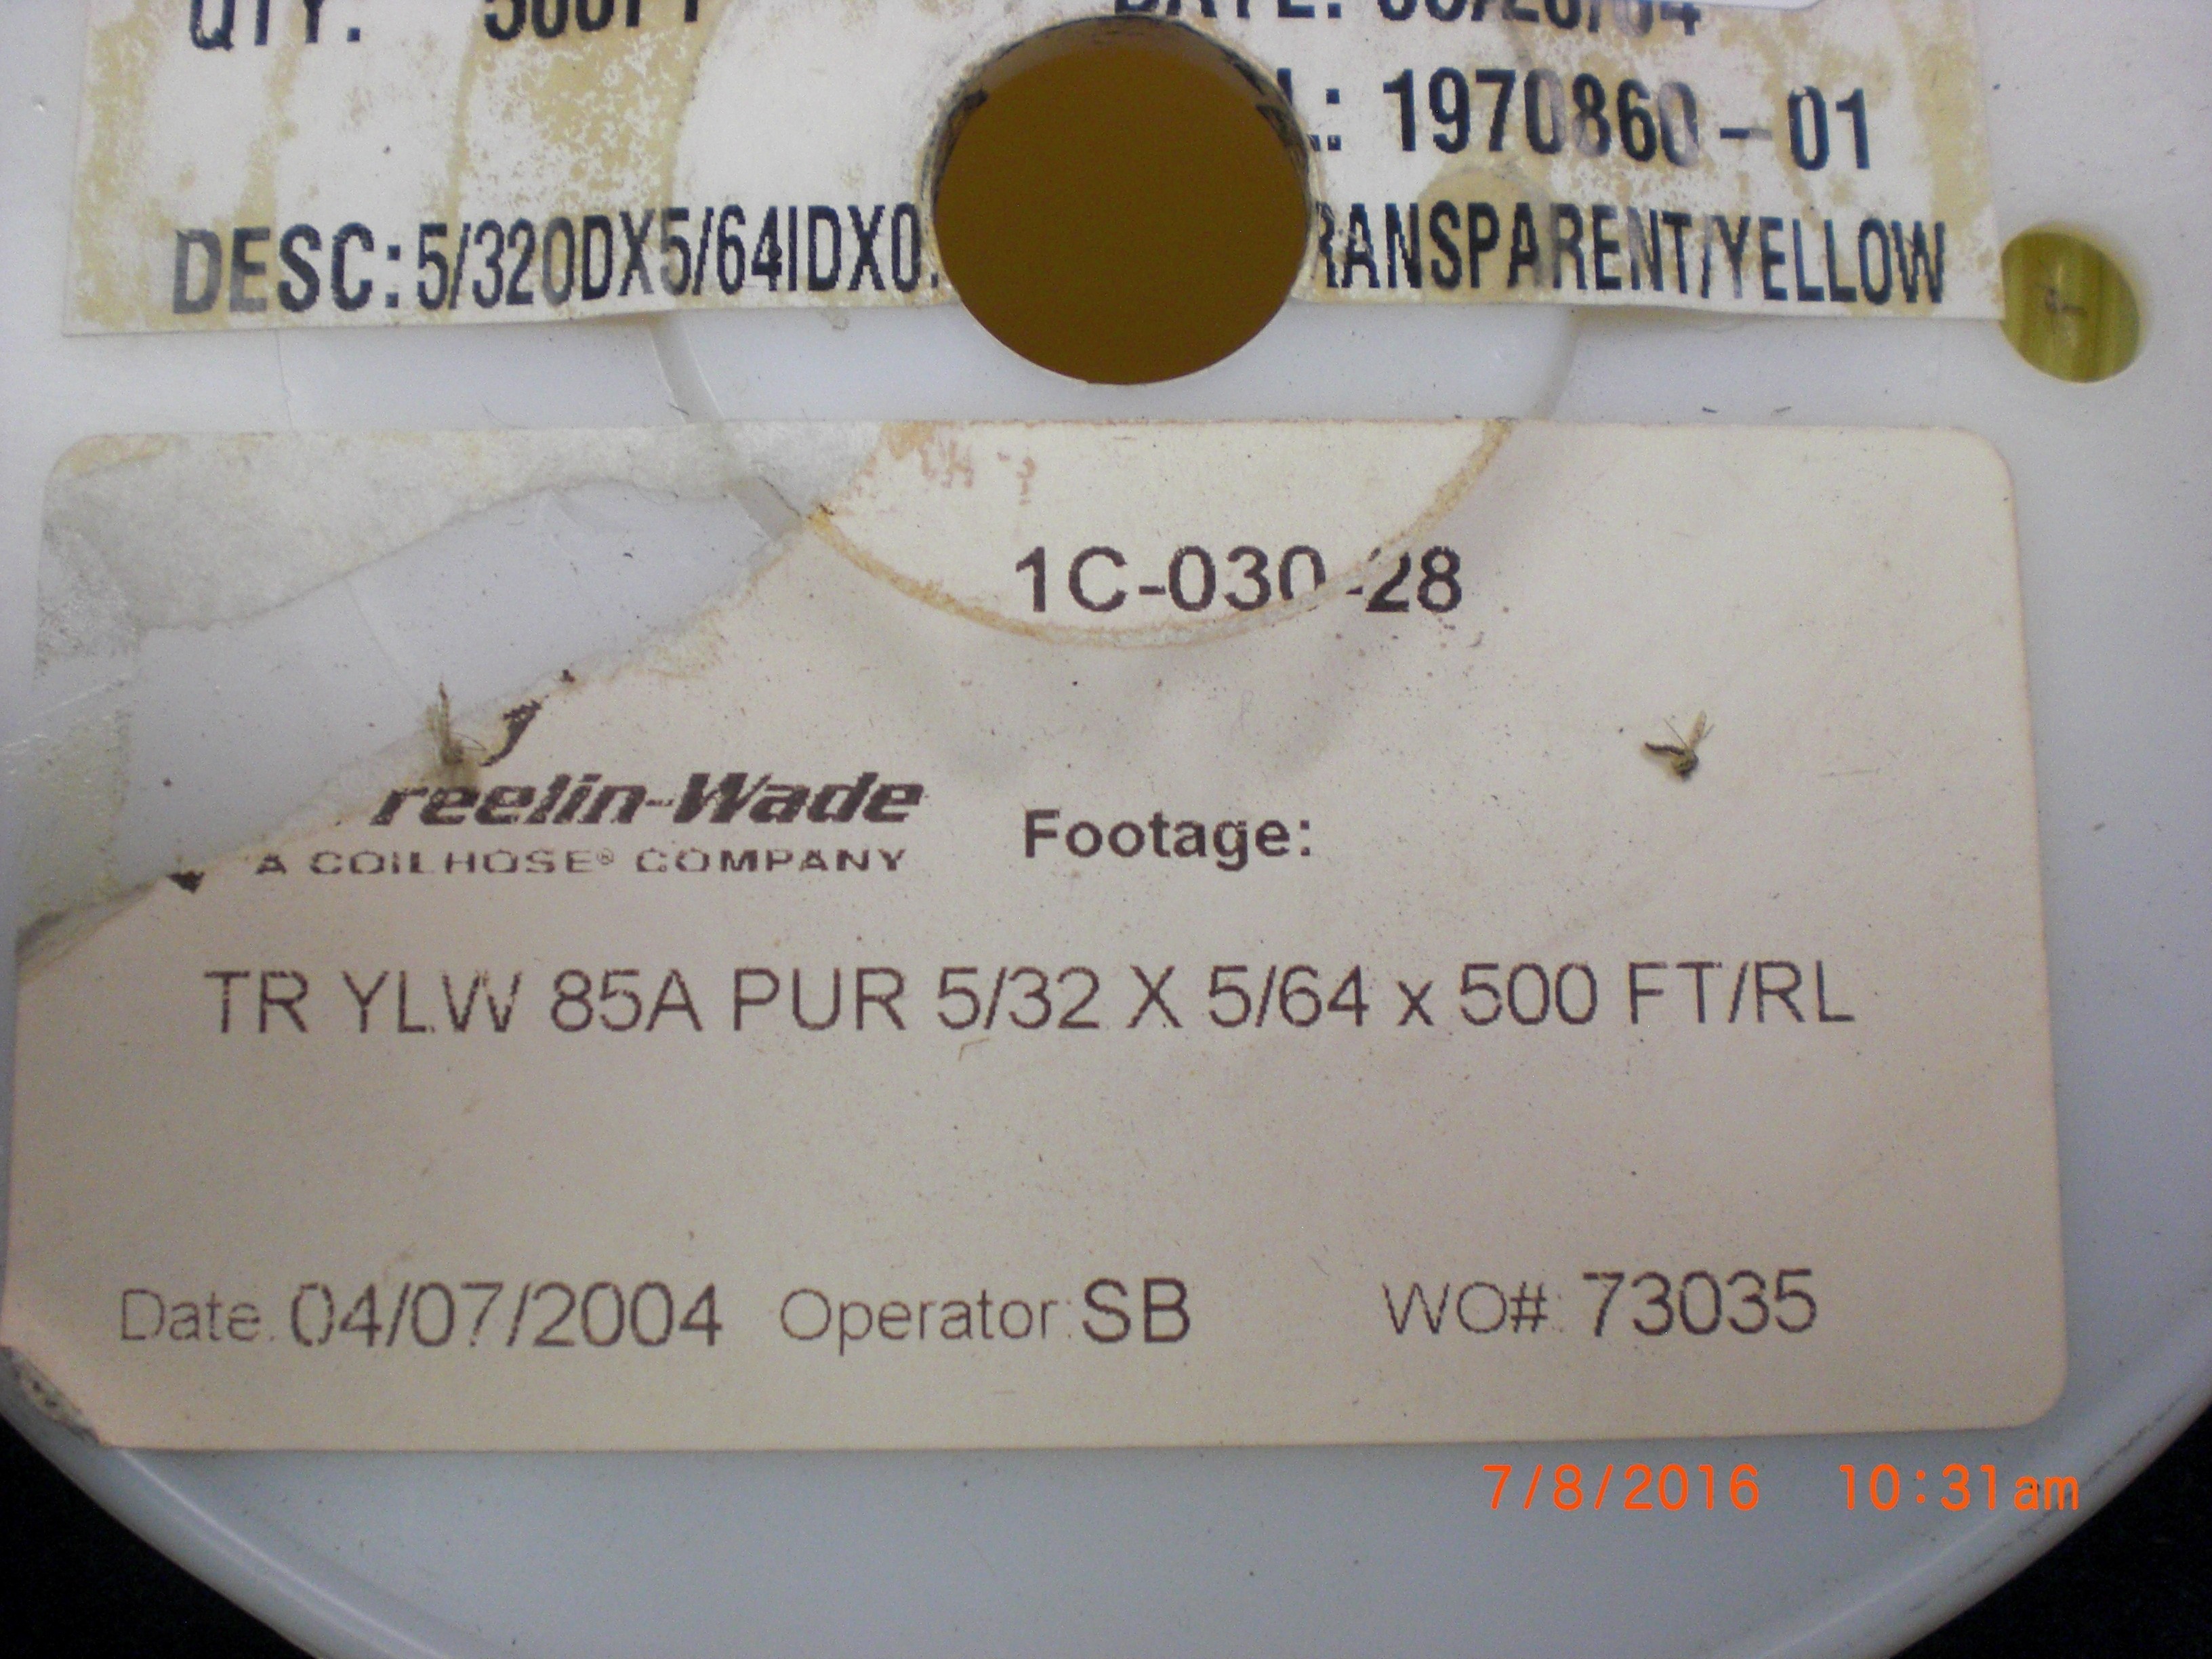 QTY: 500FT DATE:
.: 1970860-01
DESC:5/32ODX5/64IDX0. RANSPARENT/YELLOW
1C-030-28
reelin-Wade
A COILHOSE® COMPANY
Footage:
TR YLW 85A PUR 5/32 X 5/64 x 500 FT/RL
Date: 04/07/2004 Operator: SB WO#: 73035
7/8/2016 10:31am